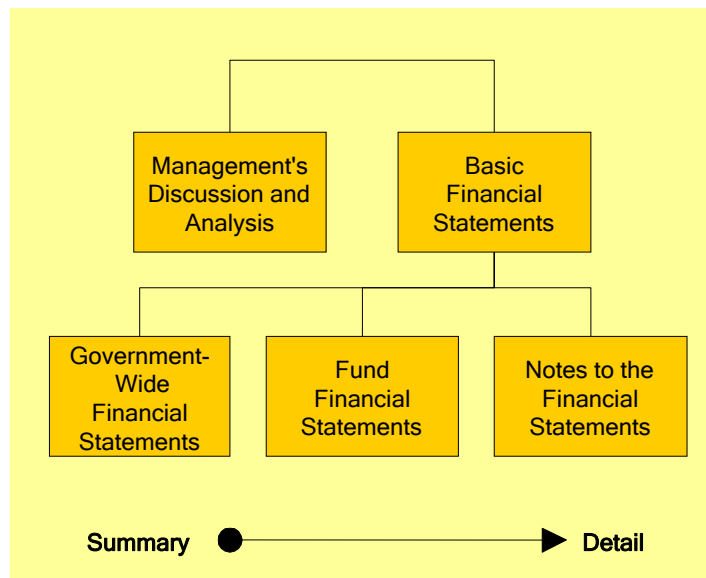 Management's
Discussion and
Analysis
Basic
Financial
Statements
Government-
Wide
Financial
Statements
Fund
Financial
Statements
Notes to the
Financial
Statements
Summary
Detail